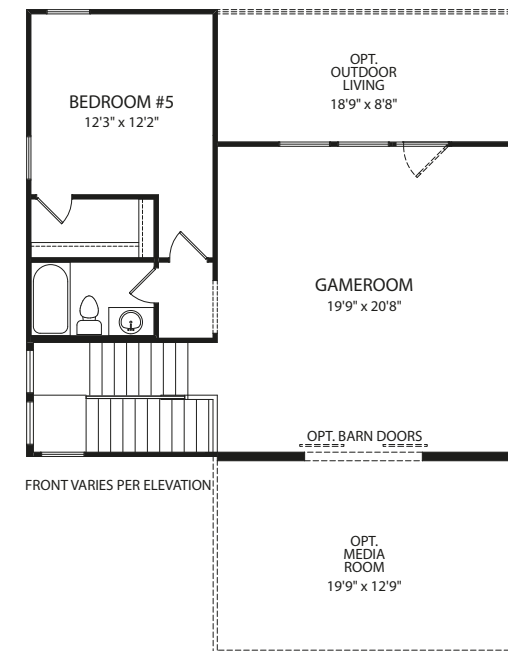 OPT.
OUTDOOR
LIVING
18'9" x 8'8"
BEDROOM #5
12'3" x 12'2"
GAMEROOM
19'9" x 20'8"
OPT. BARN DOORS
FRONT VARIES PER ELEVATION
OPT.
MEDIA
ROOM
19'9" x 12'9"